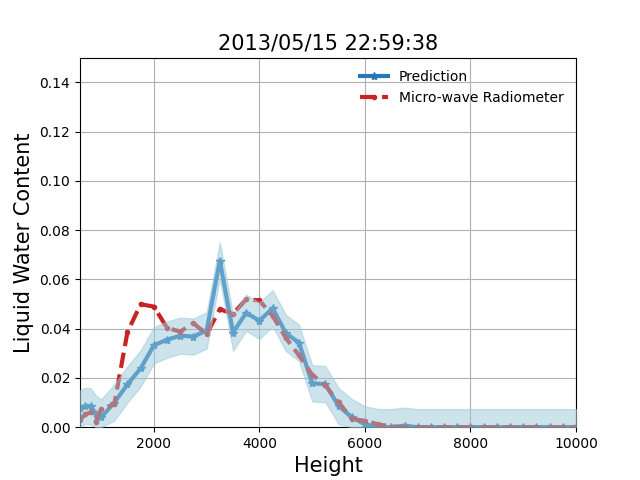 2013/05/15 22:59:38
Prediction
Micro-wave Radiometer
Liquid Water Content
0.14
0.12
0.10
0.08
0.06
0.04
0.02
0.00
2000 4000 6000 8000 10000
Height